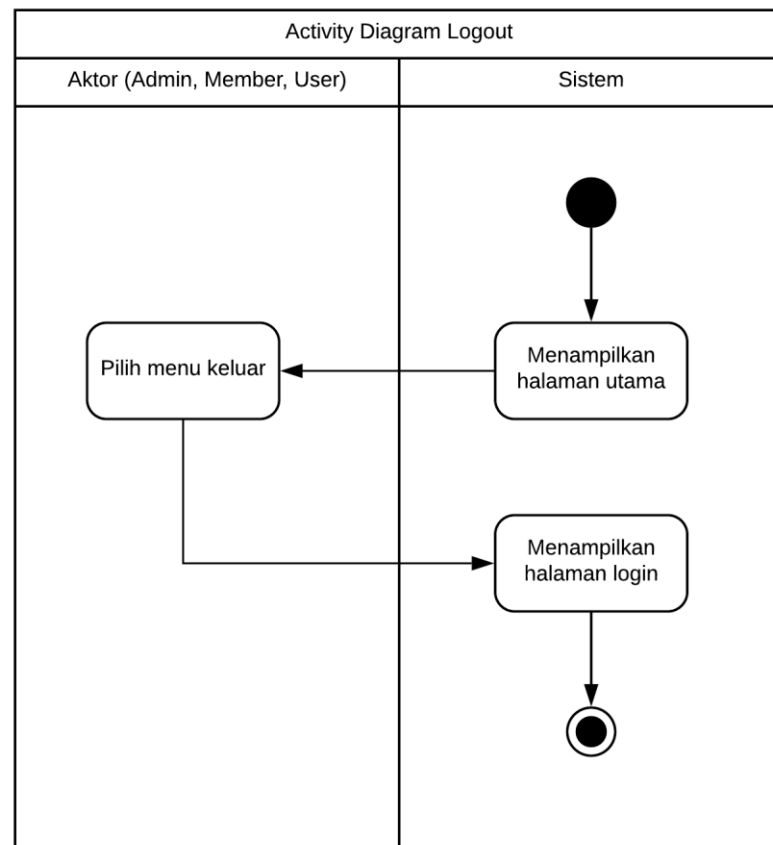 Activity Diagram Logout
Aktor (Admin, Member, User)
Sistem
Pilih menu keluar
Menampilkan
halaman utama
Menampilkan
halaman login